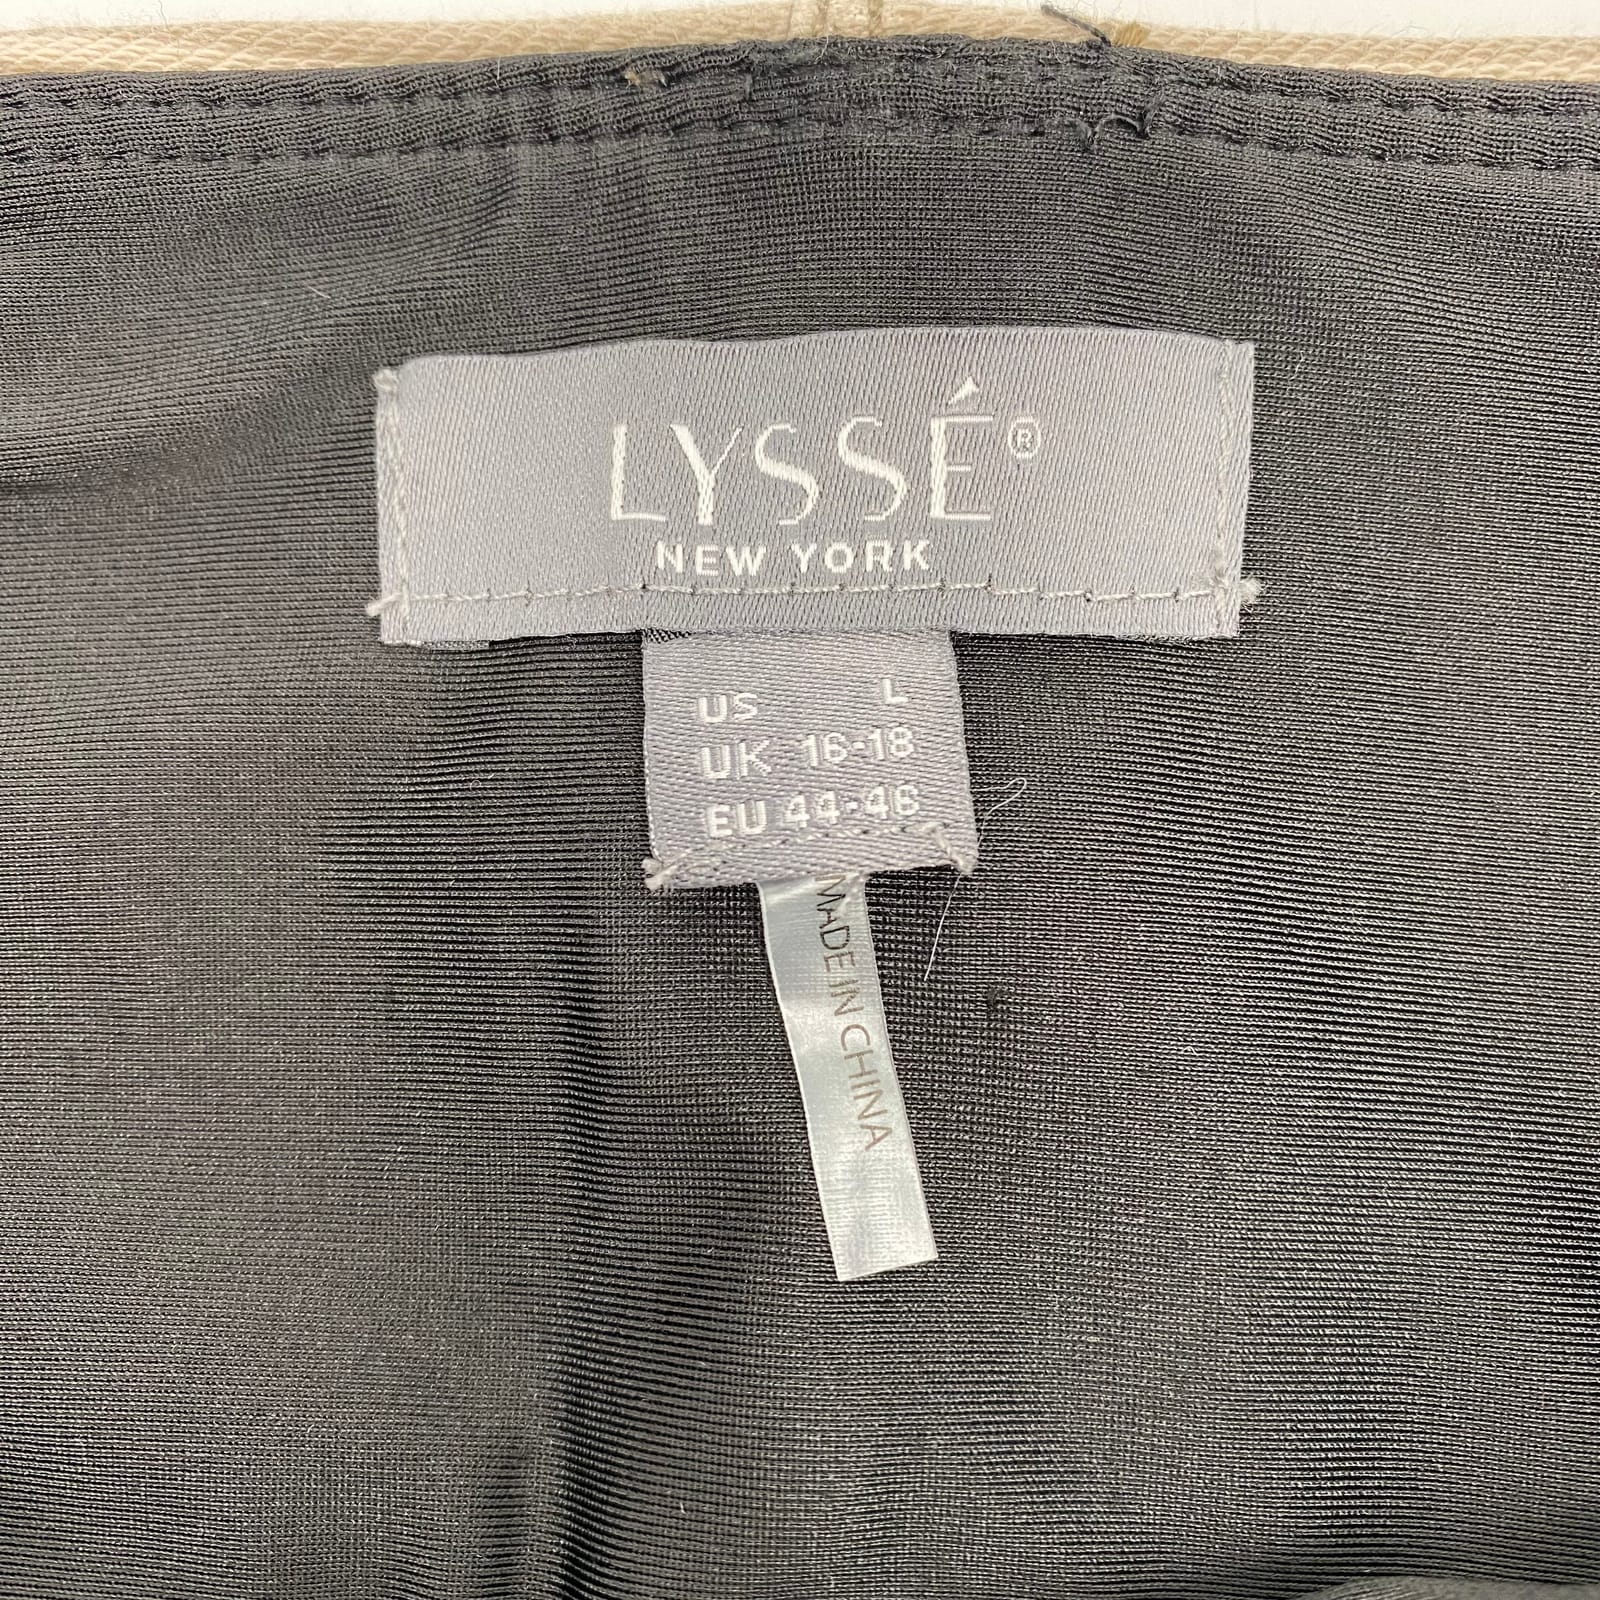 LYSSÉ®
NEW YORK
US L
UK 16-18
EU 44-46
MADE IN CHINA